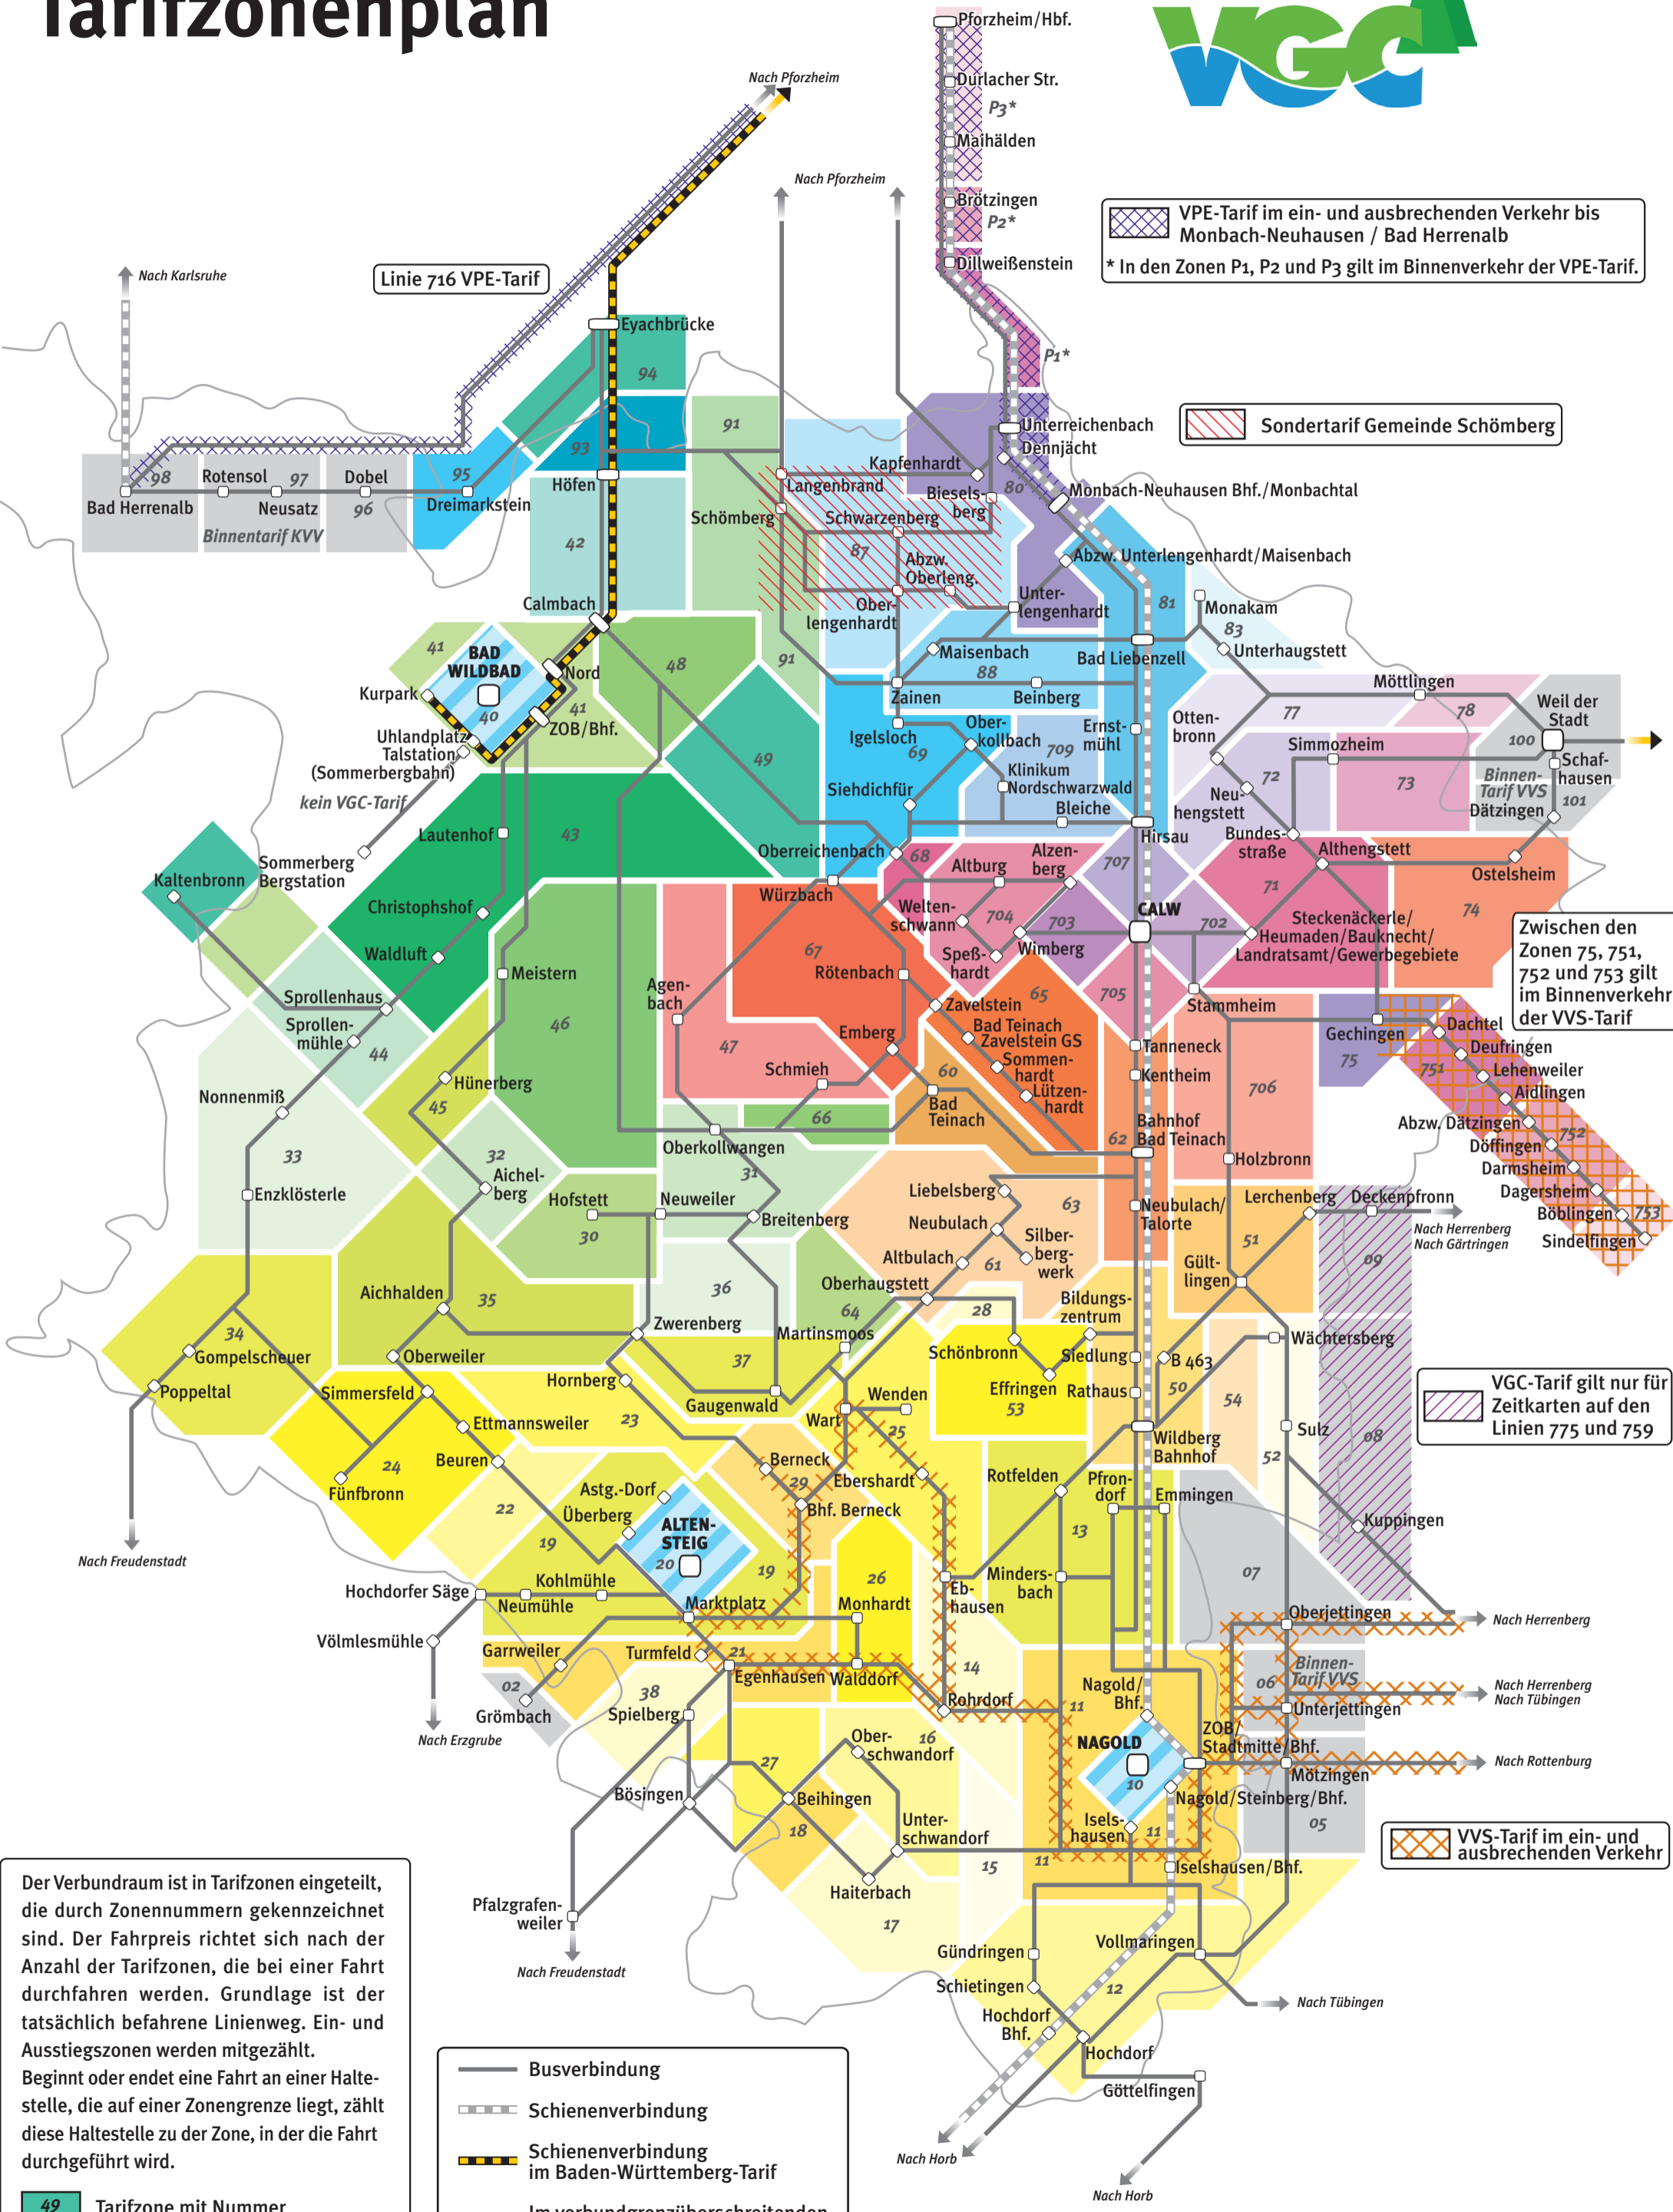 Tarifzonenplan
VGC
Nach Pforzheim
Pforzheim/Hbf.
Durlacher Str.
P3*
Maihälden
Nach Pforzheim
Brötzingen
P2*
Dillweißenstein
VPE-Tarif im ein- und ausbrechenden Verkehr bis
Monbach-Neuhausen / Bad Herrenalb
* In den Zonen P1, P2 und P3 gilt im Binnenverkehr der VPE-Tarif.
Nach Karlsruhe
Linie 716 VPE-Tarif
Eyachbrücke
P1*
94
91
93
Unterreichenbach
Dennjächt
Sondertarif Gemeinde Schömberg
98
Rotensol
97
Dobel
95
Höfen
Kapfenhardt
80
Langenbrand
Biesels-
berg
Monbach-Neuhausen Bhf./Monbachtal
Bad Herrenalb
Neusatz
96
Dreimarkstein
Binnentarif KVV
Schömberg
Schwarzenberg
42
87
Abzw.
Oberleng.
Abzw. Unterlengenhardt/Maisenbach
Calmbach
Ober-
lengenhardt
Unter-
lengenhardt
81
Monakam
83
Unterhaugstett
41
BAD
WILDBAD
40
Nord
48
91
Maisenbach
88
Bad Liebenzell
Kurpark
41
ZOB/Bhf.
Zainen
Beinberg
Möttlingen
77
78
Weil der
Stadt
100
Uhlandplatz
Talstation
(Sommerbergbahn)
kein VGC-Tarif
49
Igelsloch
69
Ober-
kollbach
709
Ernst-
mühl
Otten-
bronn
Simmozheim
Schaf-
hausen
Binnen-
Tarif VVS
101
Klinikum
Nordschwarzwald
72
73
Siehdichfür
Bleiche
Neu-
hengstett
Dätzingen
Lautenhof
43
Hirsau
Bundes-
straße
Sommerberg
Bergstation
Oberreichenbach
68
Altburg
Alzen-
berg
707
Althengstett
Kaltenbronn
Ostelsheim
Würzbach
71
Christophshof
Welten-
schwann
704
703
CALW
702
Steckenäckerle/
Heumaden/Bauknecht/
Landratsamt/Gewerbegebiete
74
Zwischen den
Zonen 75, 751,
752 und 753 gilt
im Binnenverkehr
der VVS-Tarif
Waldluft
67
Wimberg
Speß-
hardt
Meistern
Rötenbach
Agen-
bach
Sprollenhaus
Zavelstein
65
705
Stammheim
Sprollen-
mühle
44
46
Emberg
Bad Teinach
Zavelstein GS
Gechingen
Dachtel
47
Tanneck
Deufringen
75
751
Schmieh
Sommen-
hardt
Kentheim
706
Lehenweiler
Hünerberg
60
Aidlingen
Nonnenmiß
45
Lützen-
hardt
66
Bad
Teinach
Bahnhof
Bad Teinach
Abzw. Dätzingen
752
Oberkollwangen
62
Döffingen
33
32
31
Holzbronn
Darmsheim
Aichel-
berg
Enzklösterle
Hofstett
Neuweiler
Liebelsberg
63
Neubulach/
Talorte
Lerchenberg
Deckenpfronn
Dagersheim
Böblingen
753
Breitenberg
Neubulach
Nach Herrenberg
Nach Gärtringen
Sindelfingen
30
Silber-
berg-
werk
51
09
Altbulach
61
Gült-
lingen
36
Oberhaugstett
Aichhalden
35
28
Bildungs-
zentrum
34
Zwerenberg
64
Martinsmoos
Wächtersberg
Gompelscheuer
Oberweiler
37
Schönbronn
Siedlung
B 463
Poppeltal
Simmersfeld
Hornberg
Gaugenwald
Wenden
Effringen
53
Rathaus
50
54
VGC-Tarif gilt nur für
Zeitkarten auf den
Linien 775 und 759
Ettmannsweiler
23
Wart
25
Wildberg
Bahnhof
52
Sulz
08
Beuren
24
Berneck
29
Ebershardt
Rotfelden
Pfron-
dorf
Emmingen
Fünfbronn
Astg.-Dorf
22
Überberg
Bhf. Berneck
13
Kuppingen
19
ALTEN-
STEIG
20
Nach Freudenstadt
19
26
07
Hochdorfer Säge
Kohlmühle
Neumühle
Eb-
hausen
Minders-
bach
Marktplatz
Monhardt
Oberjettingen
Nach Herrenberg
Völmlesmühle
Garrweiler
Turmfeld
21
14
Binnen-
Tarif VVS
Egenhausen
Walddorf
06
02
38
Rohrdorf
11
Nagold/
Bhf.
Nach Herrenberg
Nach Tübingen
Grömbach
Spielberg
Unterjettingen
Nach Erzgrube
16
Ober-
schwandorf
NAGOLD
10
ZOB/
Stadtmitte/Bhf.
Nach Rottenburg
27
Mötzingen
Bösingen
Beihingen
Nagold/Steinberg/Bhf.
18
Unter-
schwandorf
Isels-
hausen
11
05
VVS-Tarif im ein- und
ausbrechenden Verkehr
15
11
Iselshausen/Bhf.
Haiterbach
17
Pfalzgrafen-
weiler
Gündringen
Vollmaringen
Nach Freudenstadt
Schietingen
12
Nach Tübingen
Hochdorf
Bhf.
Hochdorf
Göttelfingen
Nach Horb
Nach Horb
Der Verbundraum ist in Tarifzonen eingeteilt,
die durch Zonennummern gekennzeichnet
sind. Der Fahrpreis richtet sich nach der
Anzahl der Tarifzonen, die bei einer Fahrt
durchfahren werden. Grundlage ist der
tatsächlich befahrene Linienweg. Ein- und
Ausstiegszonen werden mitgezählt.
Beginnt oder endet eine Fahrt an einer Halte-
stelle, die auf einer Zonengrenze liegt, zählt
diese Haltestelle zu der Zone, in der die Fahrt
durchgeführt wird.
49 Tarifzone mit Nummer
Busverbindung
Schienenverbindung
Schienenverbindung
im Baden-Württemberg-Tarif
Im verbundgrenzüberschreitenden